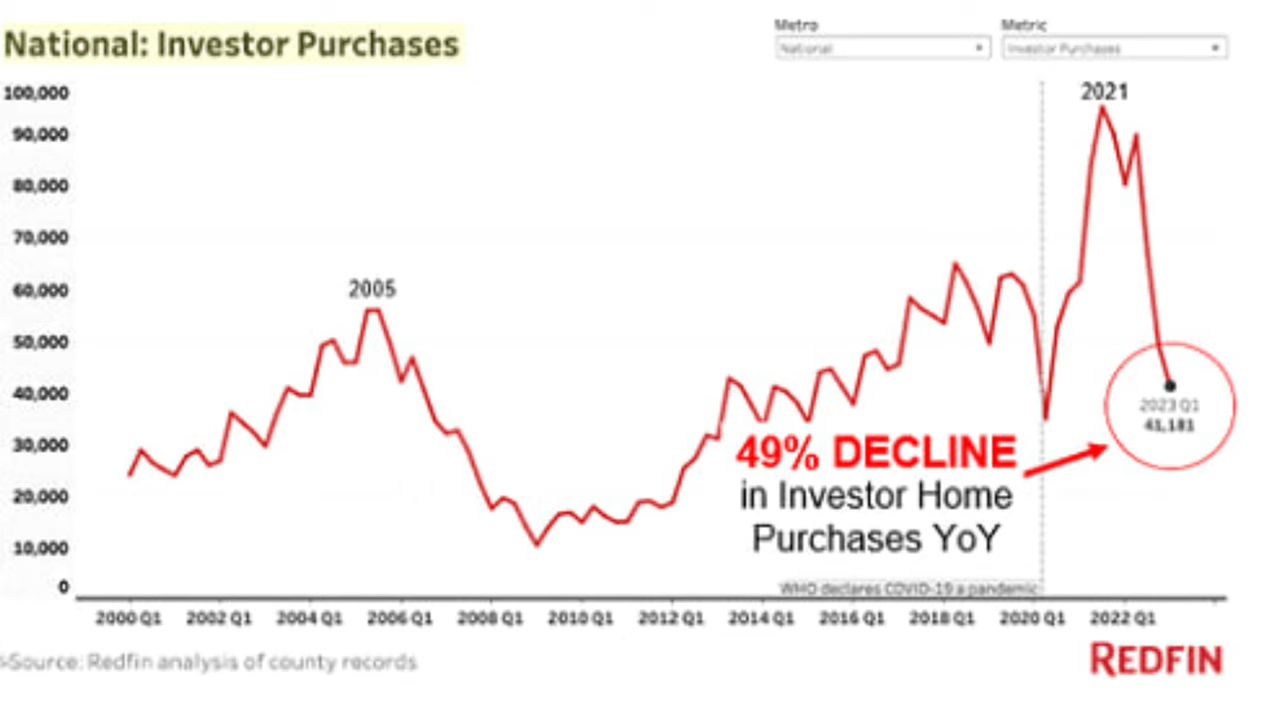 National: Investor Purchases
Metro
Metric
National
Investor Purchases
100,000
90,000
80,000
70,000
60,000
50,000
40,000
30,000
20,000
10,000
0
2005
2021
2023 Q1
41,181
49% DECLINE
in Investor Home
Purchases YoY
WHO declares COVID-19 a pandemic
2000 Q1 2002 Q1 2004 Q1 2006 Q1 2008 Q1 2010 Q1 2012 Q1 2014 Q1 2016 Q1 2018 Q1 2020 Q1 2022 Q1
Source: Redfin analysis of county records
REDFIN